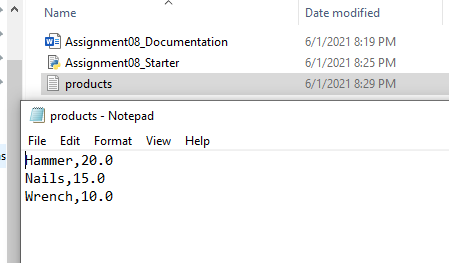 Name
Date modified
Assignment08_Documentation
6/1/2021 8:19 PM
Assignment08_Starter
6/1/2021 8:25 PM
products
6/1/2021 8:29 PM
products - Notepad
File Edit Format View Help
Hammer,20.0
Nails,15.0
Wrench,10.0